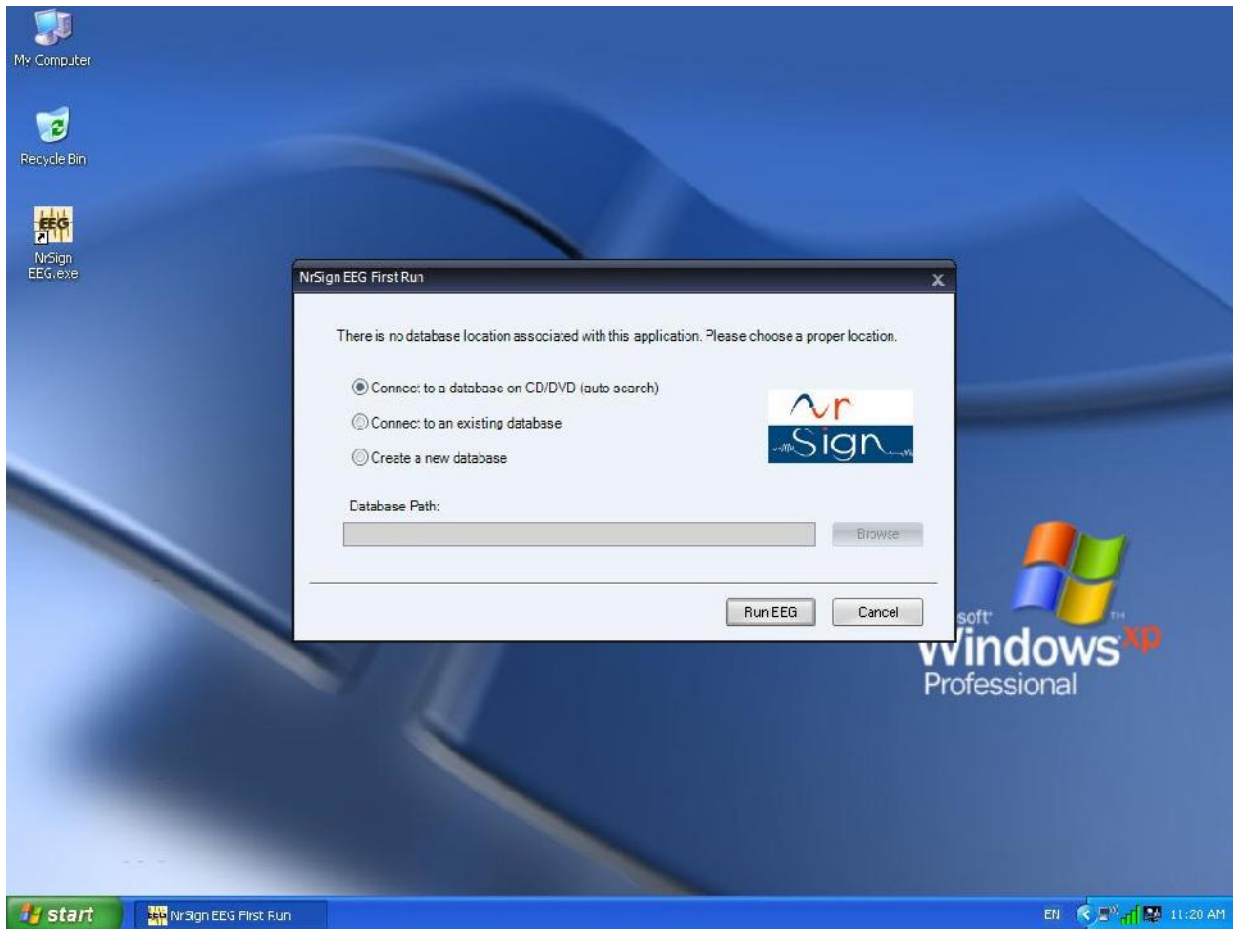 My Computer
Recycle Bin
EEG
NrSign
EEG.exe
NrSign EEG First Run
X
There is no database location associated with this application. Please choose a proper location.
Connect to a database on CD/DVD (auto search)
Connect to an existing database
Create a new database
Nr
Sign
Database Path:
Browse
Run EEG
Cancel
soft
Windows xp
TM
Professional
start
NrSign EEG First Run
EN
11:20 AM